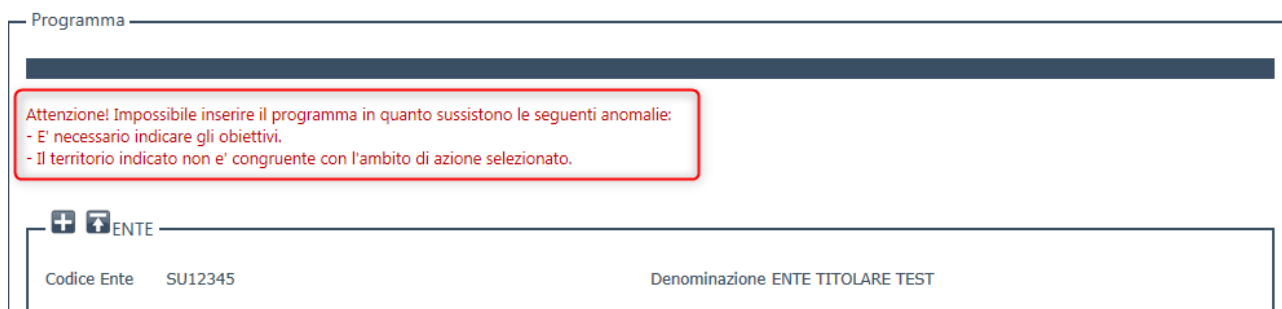 Programma
Attenzione! Impossibile inserire il programma in quanto sussistono le seguenti anomalie:
- E' necessario indicare gli obiettivi.
- Il territorio indicato non e' congruente con l'ambito di azione selezionato.
ENTE
Codice Ente SU12345 Denominazione ENTE TITOLARE TEST